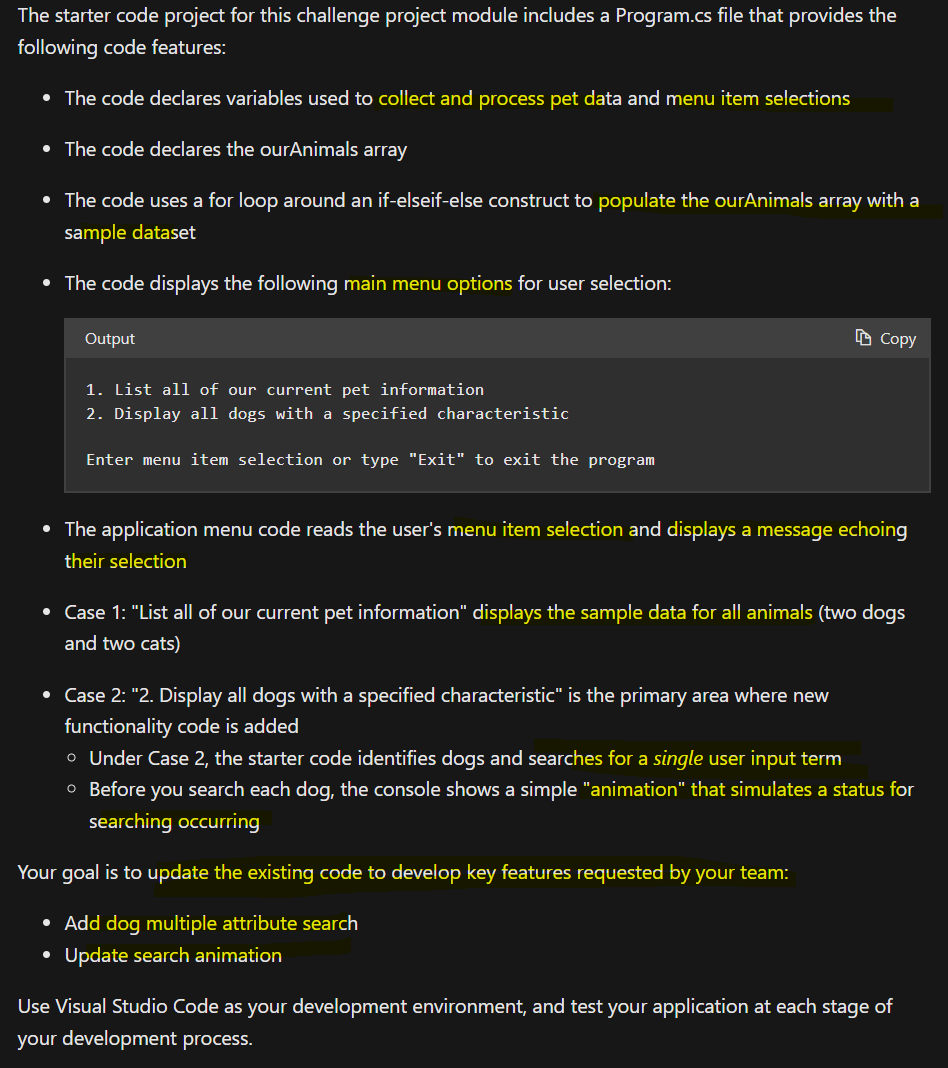 The starter code project for this challenge project module includes a Program.cs file that provides the
following code features:
• The code declares variables used to collect and process pet data and menu item selections
• The code declares the ourAnimals array
• The code uses a for loop around an if-elseif-else construct to populate the ourAnimals array with a
sample dataset
• The code displays the following main menu options for user selection:
Output
Copy
1. List all of our current pet information
2. Display all dogs with a specified characteristic
Enter menu item selection or type "Exit" to exit the program
• The application menu code reads the user's menu item selection and displays a message echoing
their selection
• Case 1: "List all of our current pet information" displays the sample data for all animals (two dogs
and two cats)
• Case 2: "2. Display all dogs with a specified characteristic" is the primary area where new
functionality code is added
○ Under Case 2, the starter code identifies dogs and searches for a single user input term
○ Before you search each dog, the console shows a simple "animation" that simulates a status for
searching occurring
Your goal is to update the existing code to develop key features requested by your team:
• Add dog multiple attribute search
• Update search animation
Use Visual Studio Code as your development environment, and test your application at each stage of
your development process.